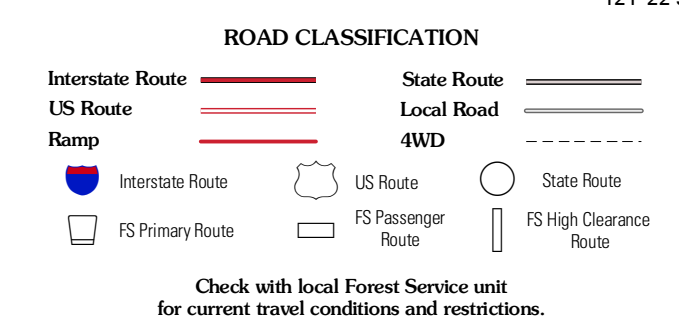 ROAD CLASSIFICATION
Interstate Route
State Route
US Route
Local Road
Ramp
4WD
Interstate Route
US Route
State Route
FS Primary Route
FS Passenger
Route
FS High Clearance
Route
Check with local Forest Service unit
for current travel conditions and restrictions.